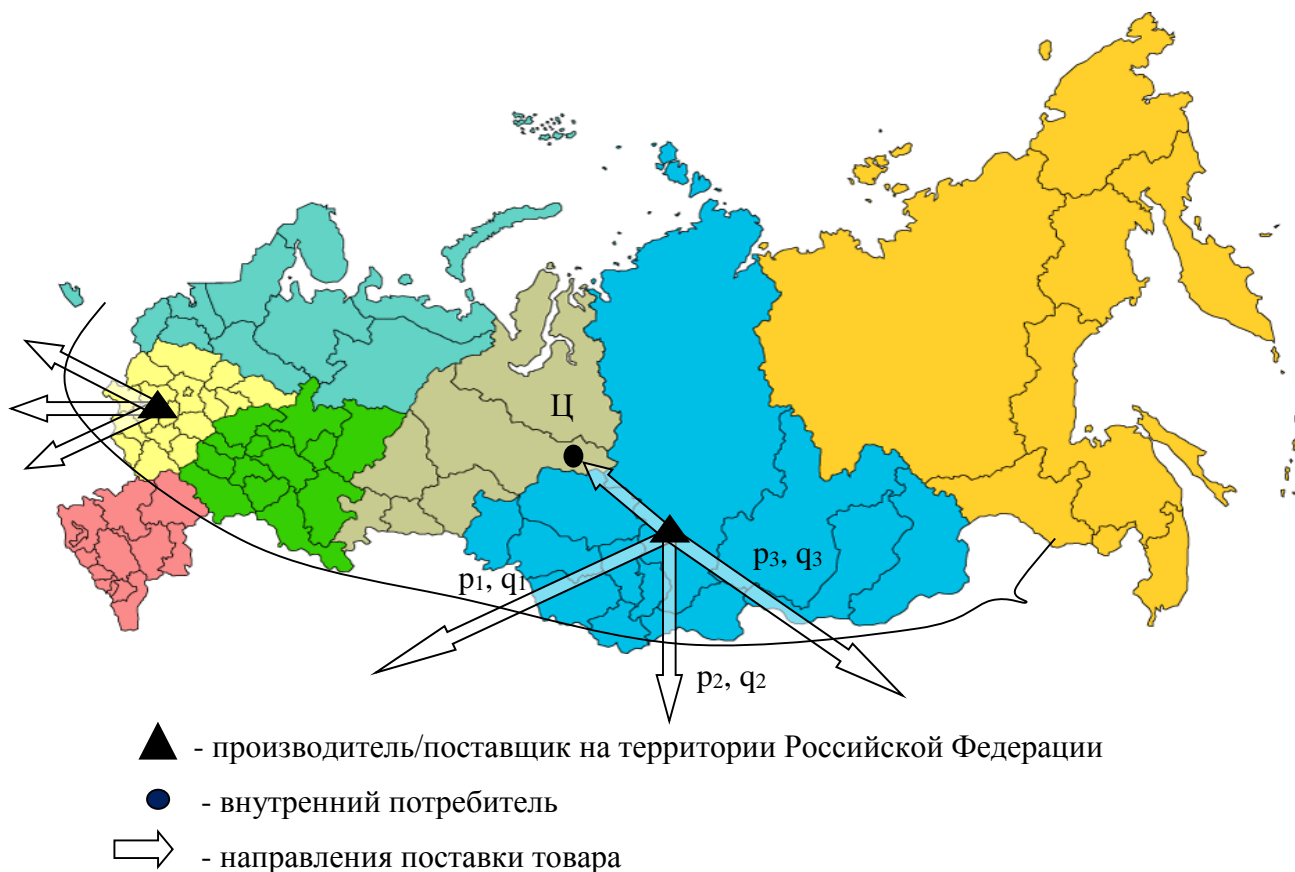 Ц
p₁, q₁
p₃, q₃
p₂, q₂
- производитель/поставщик на территории Российской Федерации
- внутренний потребитель
- направления поставки товара